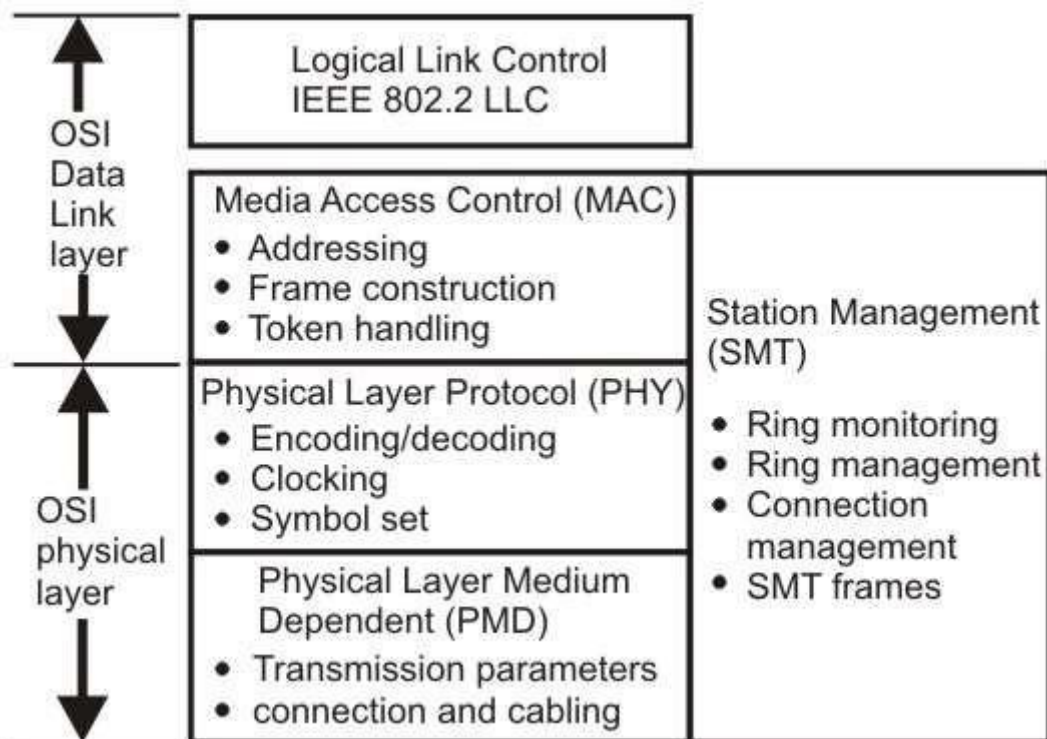 OSI
Data
Link
layer
OSI
physical
layer
Logical Link Control
IEEE 802.2 LLC
Media Access Control (MAC)
• Addressing
• Frame construction
• Token handling
Physical Layer Protocol (PHY)
• Encoding/decoding
• Clocking
• Symbol set
Physical Layer Medium
Dependent (PMD)
• Transmission parameters
• connection and cabling
Station Management
(SMT)
• Ring monitoring
• Ring management
• Connection
management
• SMT frames